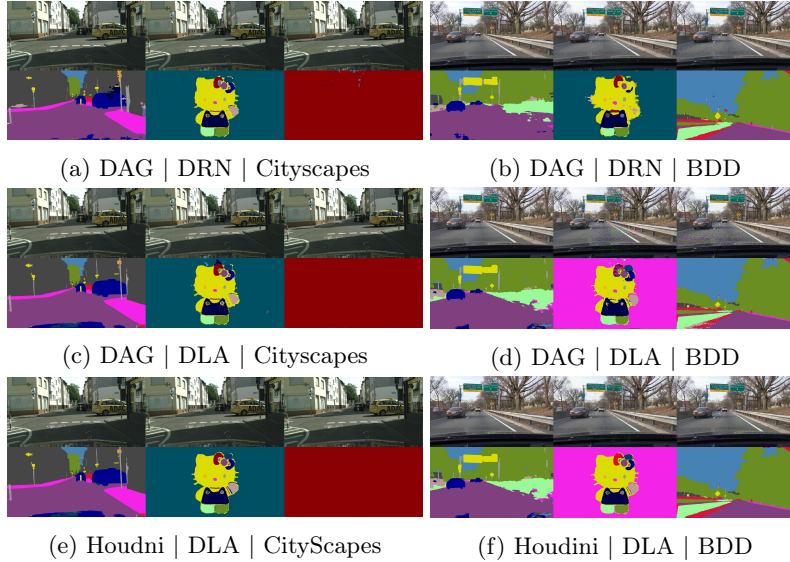 (a) DAG | DRN | Cityscapes
(b) DAG | DRN | BDD
(c) DAG | DLA | Cityscapes
(d) DAG | DLA | BDD
(e) Houdni | DLA | CityScapes
(f) Houdini | DLA | BDD